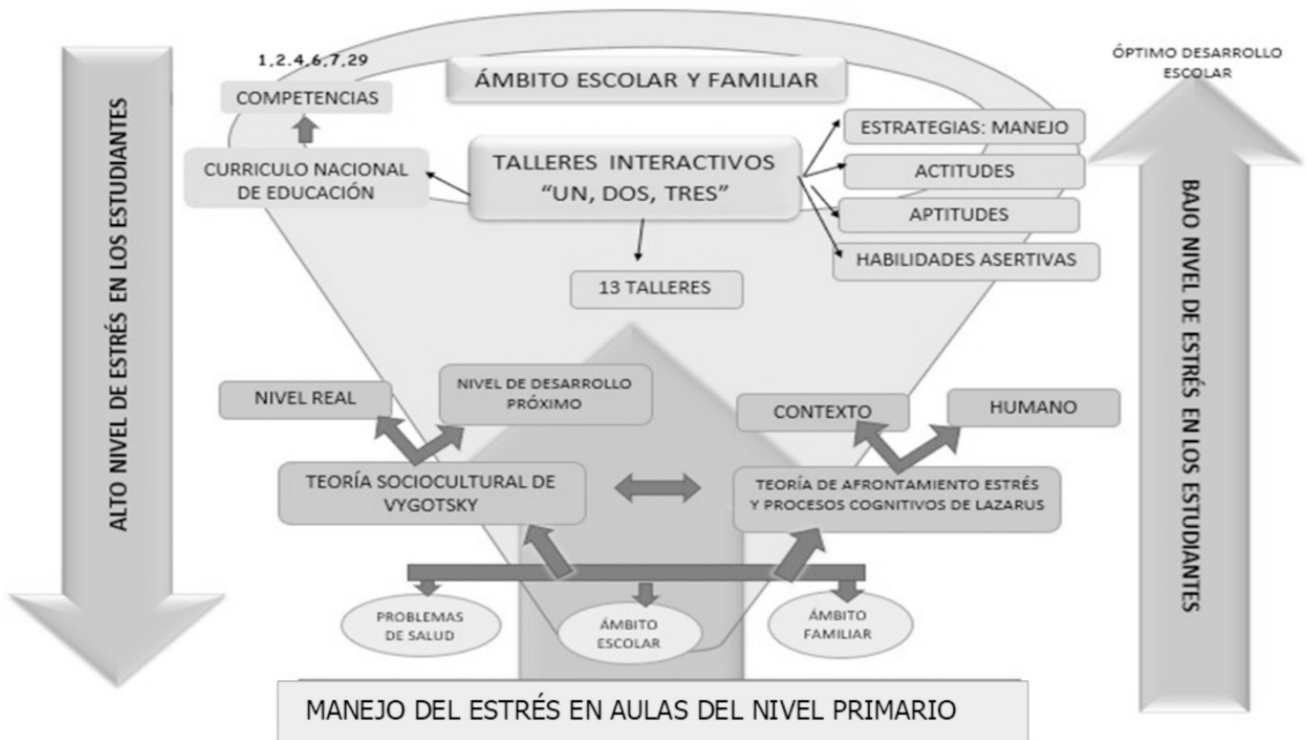 ALTO NIVEL DE ESTRÉS EN LOS ESTUDIANTES
1,2.4,6,7,29
COMPETENCIAS
CURRICULO NACIONAL
DE EDUCACIÓN
ÁMBITO ESCOLAR Y FAMILIAR
TALLERES INTERACTIVOS
“UN, DOS, TRES”
13 TALLERES
ESTRATEGIAS: MANEJO
ACTITUDES
APTITUDES
HABILIDADES ASERTIVAS
ÓPTIMO DESARROLLO
ESCOLAR
BAJO NIVEL DE ESTRÉS EN LOS ESTUDIANTES
NIVEL REAL
NIVEL DE DESARROLLO
PRÓXIMO
CONTEXTO
HUMANO
TEORÍA SOCIOCULTURAL DE
VYGOTSKY
TEORÍA DE AFRONTAMIENTO ESTRÉS
Y PROCESOS COGNITIVOS DE LAZARUS
PROBLEMAS
DE SALUD
ÁMBITO
ESCOLAR
ÁMBITO
FAMILIAR
MANEJO DEL ESTRÉS EN AULAS DEL NIVEL PRIMARIO